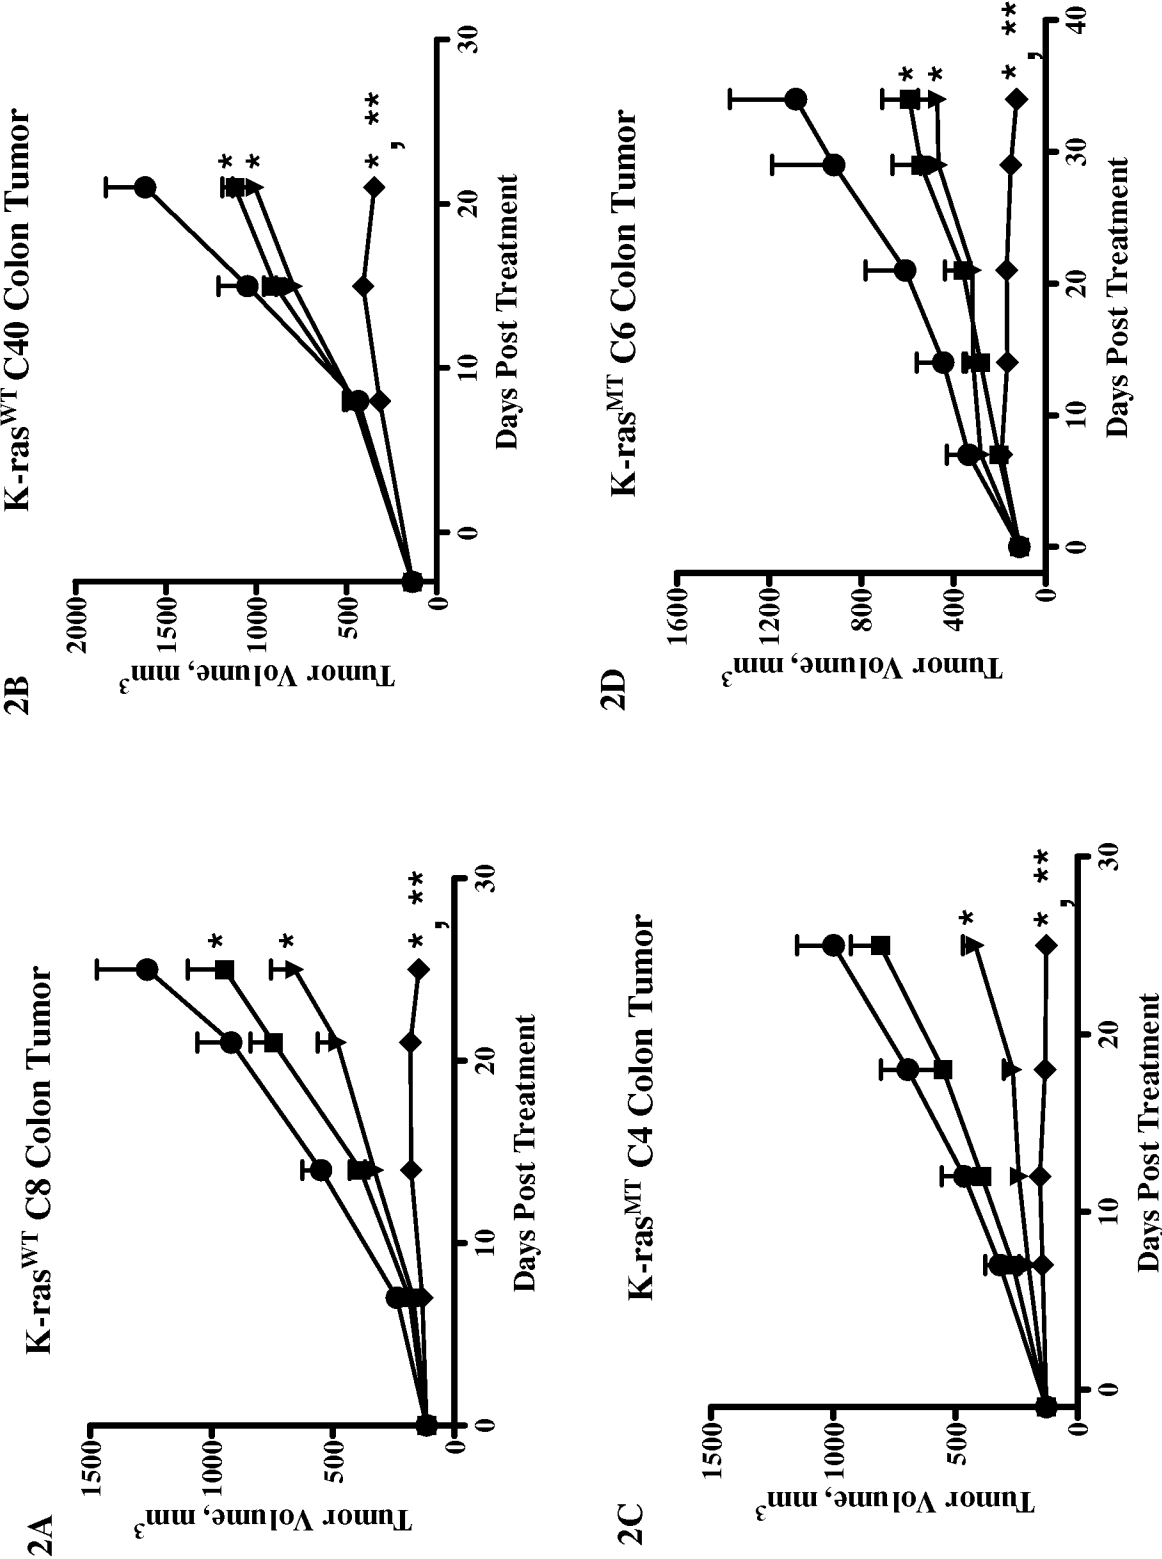 2A
K-ras^WT C8 Colon Tumor
Tumor Volume, mm³
1500
1000
500
0
* 
*
* , **
0 10 20 30
Days Post Treatment
2B
K-ras^WT C40 Colon Tumor
Tumor Volume, mm³
2000
1500
1000
500
0
*
*
* , **
0 10 20 30
Days Post Treatment
2C
K-ras^MT C4 Colon Tumor
Tumor Volume, mm³
1500
1000
500
0
*
* , **
0 10 20 30
Days Post Treatment
2D
K-ras^MT C6 Colon Tumor
Tumor Volume, mm³
1600
1200
800
400
0
*
*
* , **
0 10 20 30 40
Days Post Treatment